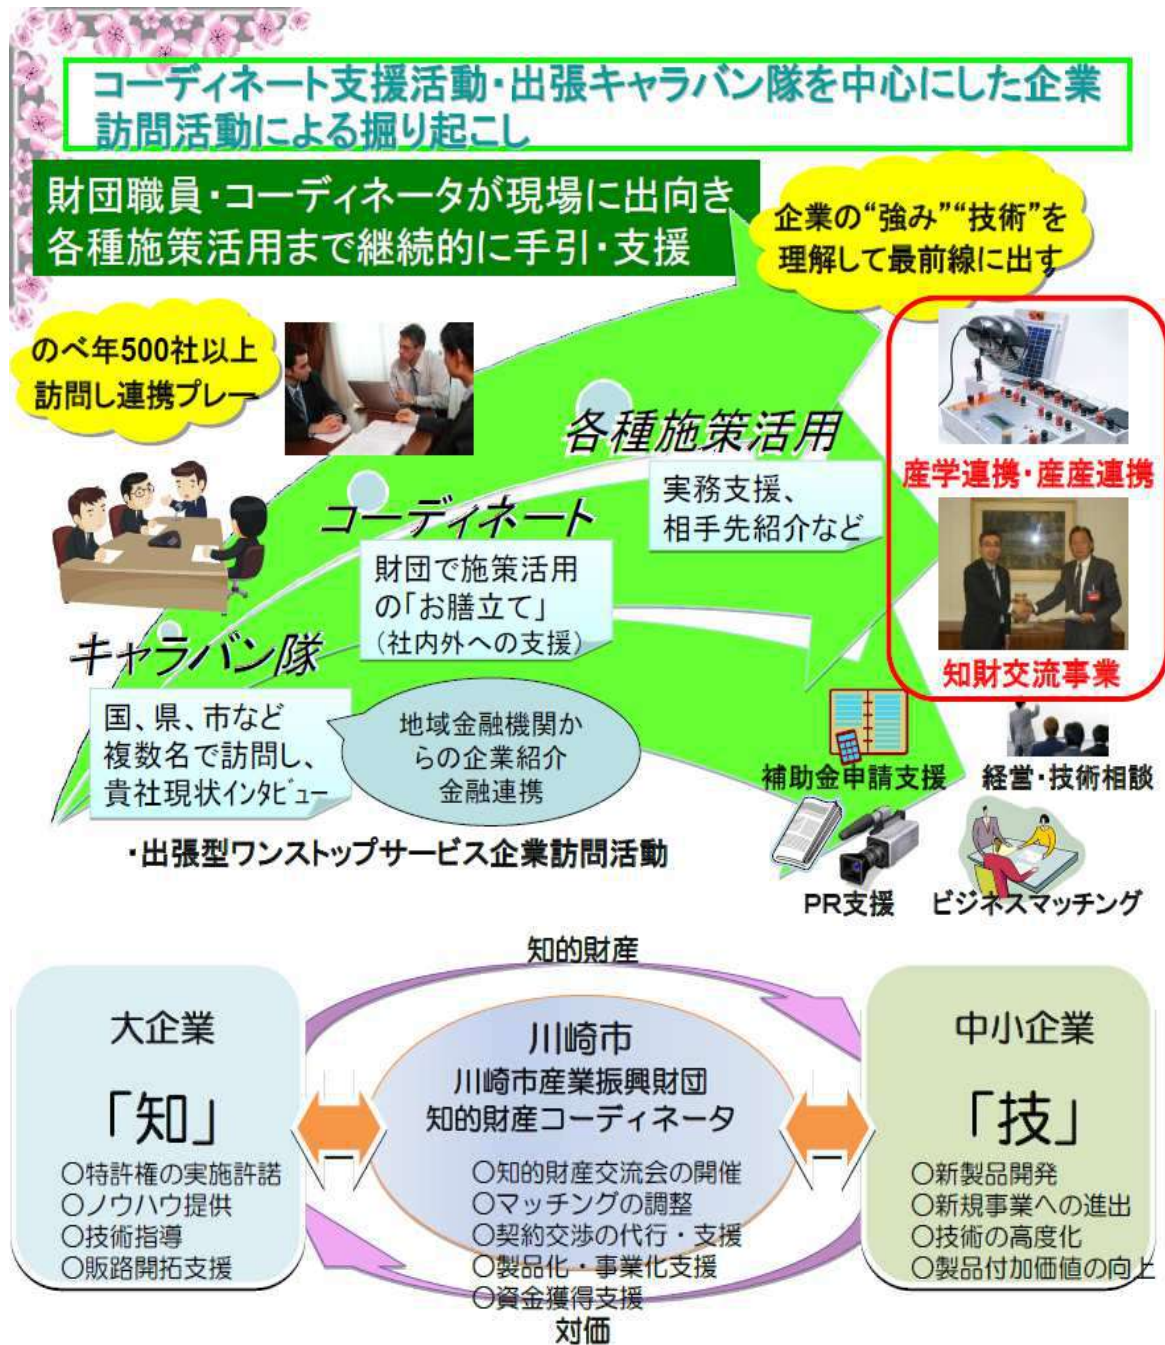 コーディネート支援活動・出張キャラバン隊を中心にした企業
訪問活動による掘り起こし
財団職員・コーディネータが現場に出向き
各種施策活用まで継続的に手引・支援
企業の“強み”“技術”を
理解して最前線に出す
のべ年500社以上
訪問し連携プレー
各種施策活用
実務支援、
相手先紹介など
産学連携・産産連携
コーディネート
財団で施策活用
の「お膳立て」
（社内外への支援）
知財交流事業
キャラバン隊
国、県、市など
複数名で訪問し、
貴社現状インタビュー
地域金融機関か
らの企業紹介
金融連携
補助金申請支援
経営・技術相談
・出張型ワンストップサービス企業訪問活動
PR支援
ビジネスマッチング
知的財産
大企業
「知」
○特許権の実施許諾
○ノウハウ提供
○技術指導
○販路開拓支援
川崎市
川崎市産業振興財団
知的財産コーディネータ
○知的財産交流会の開催
○マッチングの調整
○契約交渉の代行・支援
○製品化・事業化支援
○資金獲得支援
中小企業
「技」
○新製品開発
○新規事業への進出
○技術の高度化
○製品付加価値の向上
対価